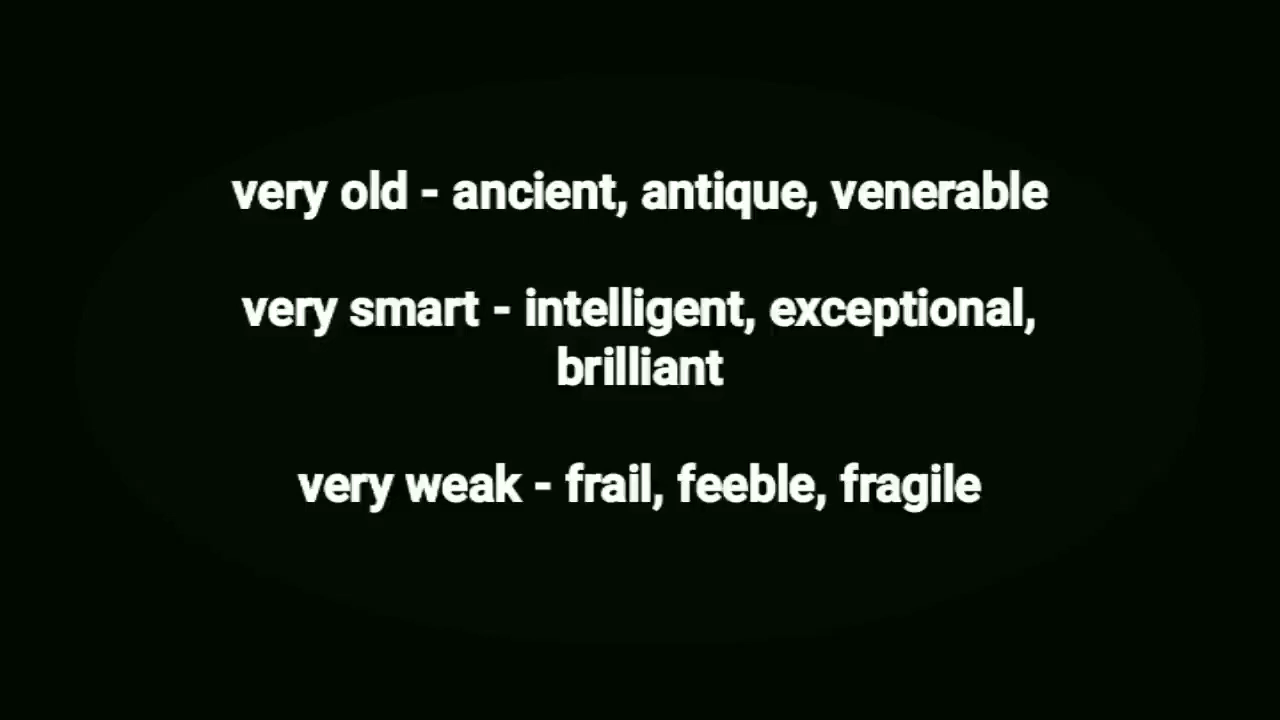 very old - ancient, antique, venerable
very smart - intelligent, exceptional,
brilliant
very weak - frail, feeble, fragile